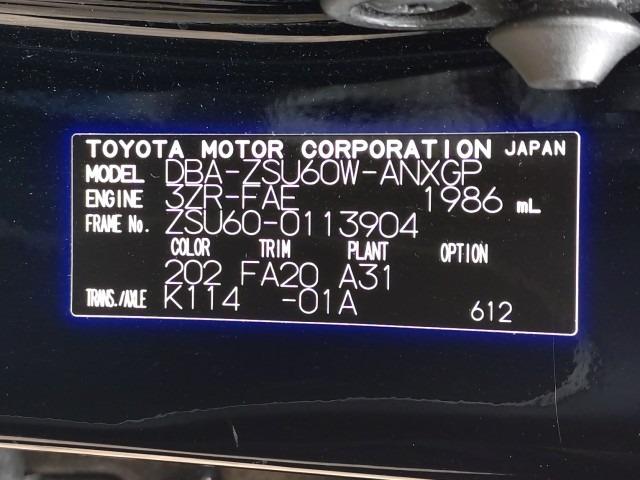 TOYOTA MOTOR CORPORATION JAPAN
MODEL DBA-ZSU60W-ANXGP
ENGINE 3ZR-FAE 1986 mL
FRAME No. ZSU60-0113904
COLOR TRIM PLANT OPTION
202 FA20 A31
TRANS./AXLE K114 -01A 612